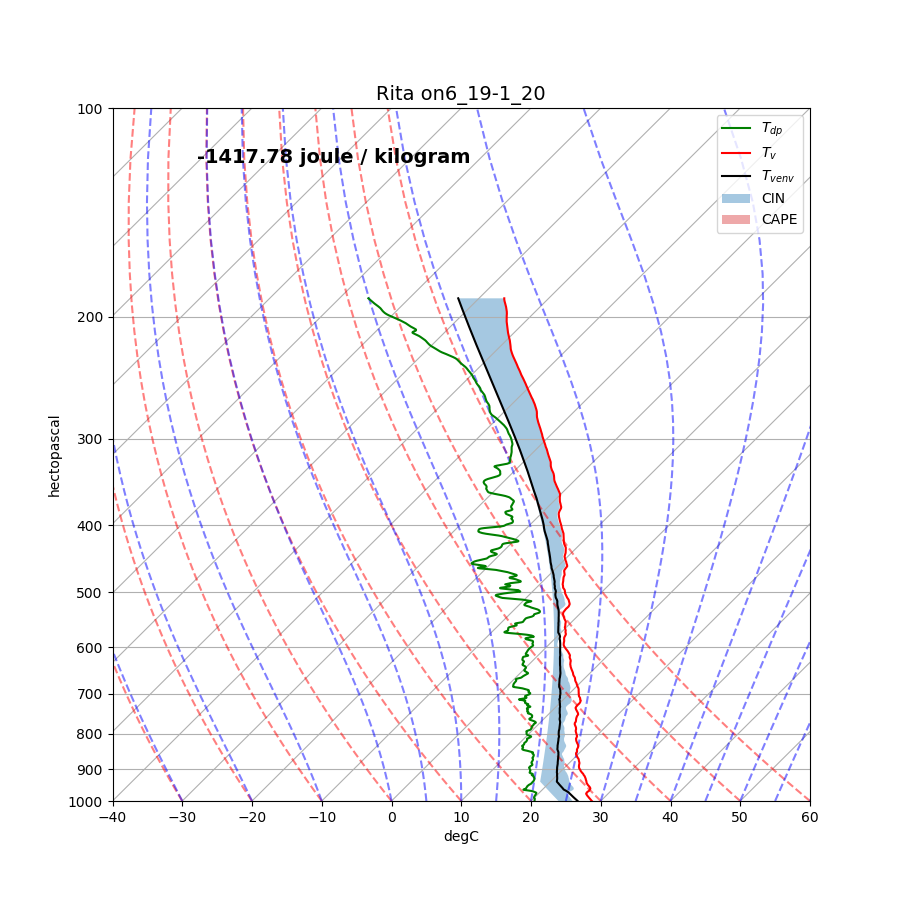 Rita on6_19-1_20
-1417.78 joule / kilogram
T_dp
T_v
T_venv
CIN
CAPE
hectopascal
100
200
300
400
500
600
700
800
900
1000
−40 −30 −20 −10 0 10 20 30 40 50 60
degC